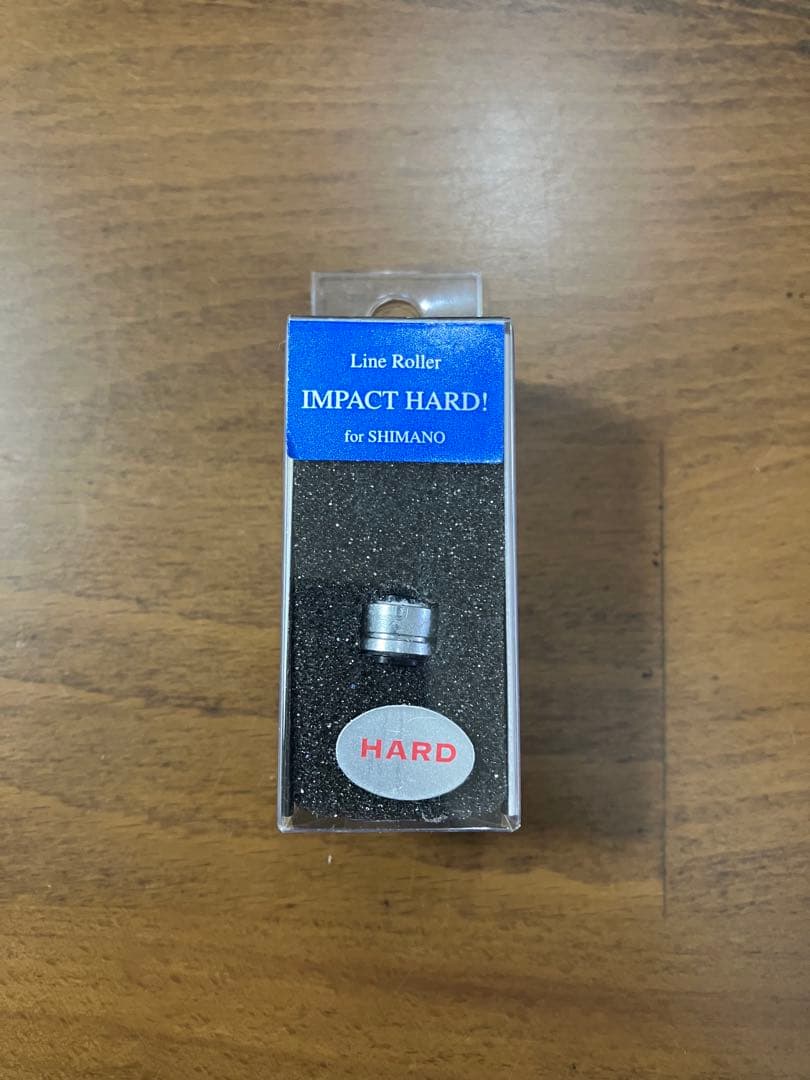 Line Roller
IMPACT HARD!
for SHIMANO
HARD